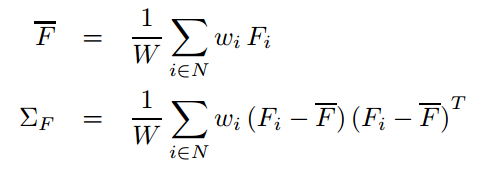 F̅ = 1/W ∑_{i∈N} w_i F_i
Σ_F = 1/W ∑_{i∈N} w_i (F_i − F̅) (F_i − F̅)^T